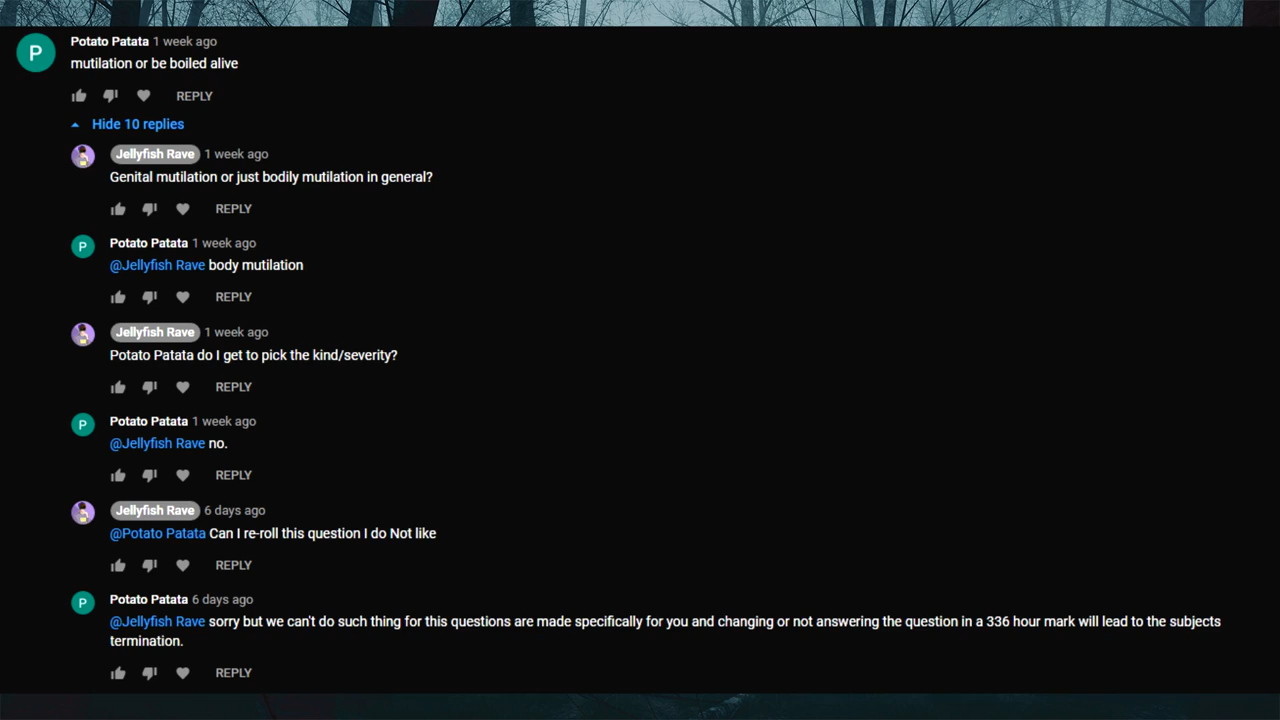 P
Potato Patata 1 week ago
mutilation or be boiled alive
REPLY
Hide 10 replies
Jellyfish Rave 1 week ago
Genital mutilation or just bodily mutilation in general?
REPLY
P
Potato Patata 1 week ago
@Jellyfish Rave body mutilation
REPLY
Jellyfish Rave 1 week ago
Potato Patata do I get to pick the kind/severity?
REPLY
P
Potato Patata 1 week ago
@Jellyfish Rave no.
REPLY
Jellyfish Rave 6 days ago
@Potato Patata Can I re-roll this question I do Not like
REPLY
P
Potato Patata 6 days ago
@Jellyfish Rave sorry but we can't do such thing for this questions are made specifically for you and changing or not answering the question in a 336 hour mark will lead to the subjects
termination.
REPLY